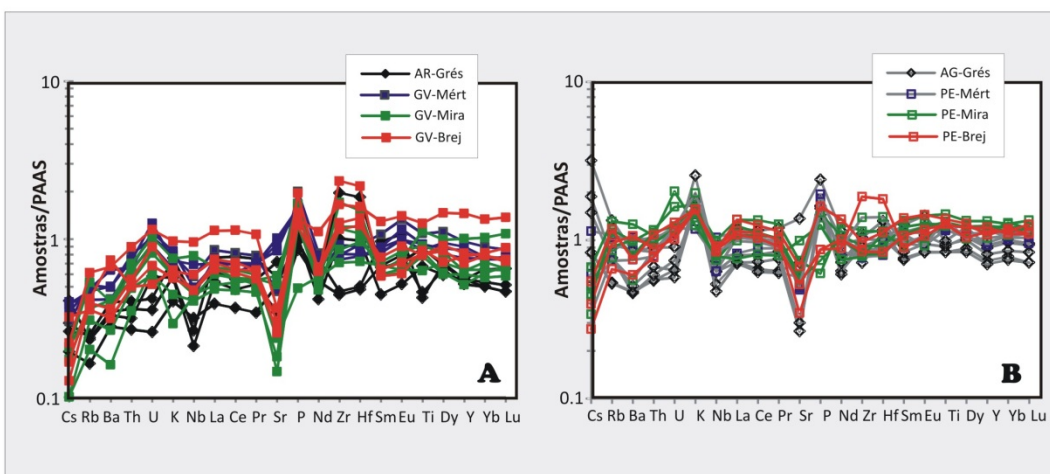 10
1
0.1
Amostras/PAAS
AR-Grés
GV-Mért
GV-Mira
GV-Brej
A
Cs Rb Ba Th U K Nb La Ce Pr Sr P Nd Zr Hf Sm Eu Ti Dy Y Yb Lu
10
1
0.1
Amostras/PAAS
AG-Grés
PE-Mért
PE-Mira
PE-Brej
B
Cs Rb Ba Th U K Nb La Ce Pr Sr P Nd Zr Hf Sm Eu Ti Dy Y Yb Lu